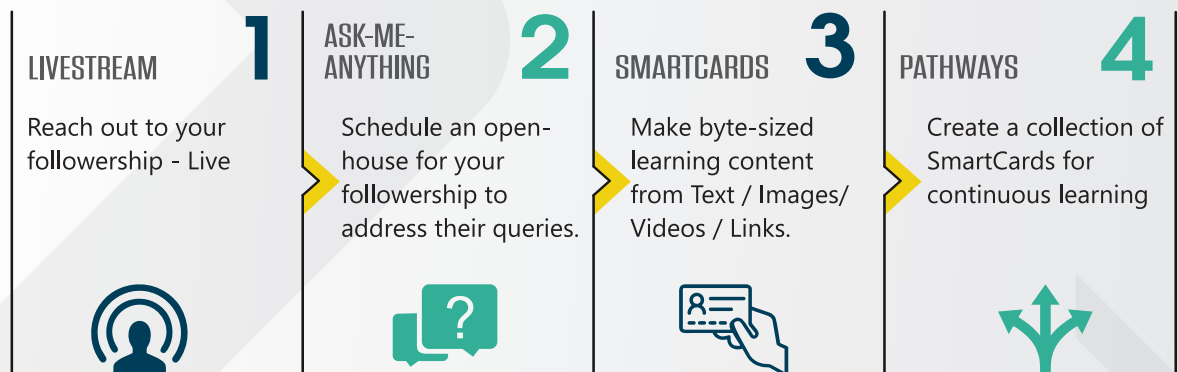 LIVESTREAM
1
Reach out to your
followership - Live
ASK-ME-
ANYTHING
2
Schedule an open-
house for your
followership to
address their queries.
?
SMARTCARDS
3
Make byte-sized
learning content
from Text / Images/
Videos / Links.
PATHWAYS
4
Create a collection of
SmartCards for
continuous learning